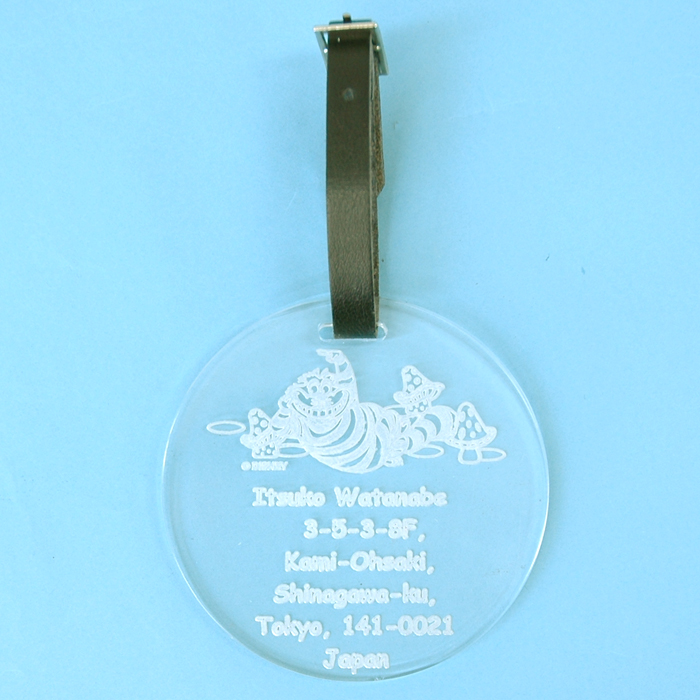 © DISNEY
Itsuko Watanabe
3-5-3-8F,
Kami-Ohsaki,
Shinagawa-ku,
Tokyo, 141-0021
Japan